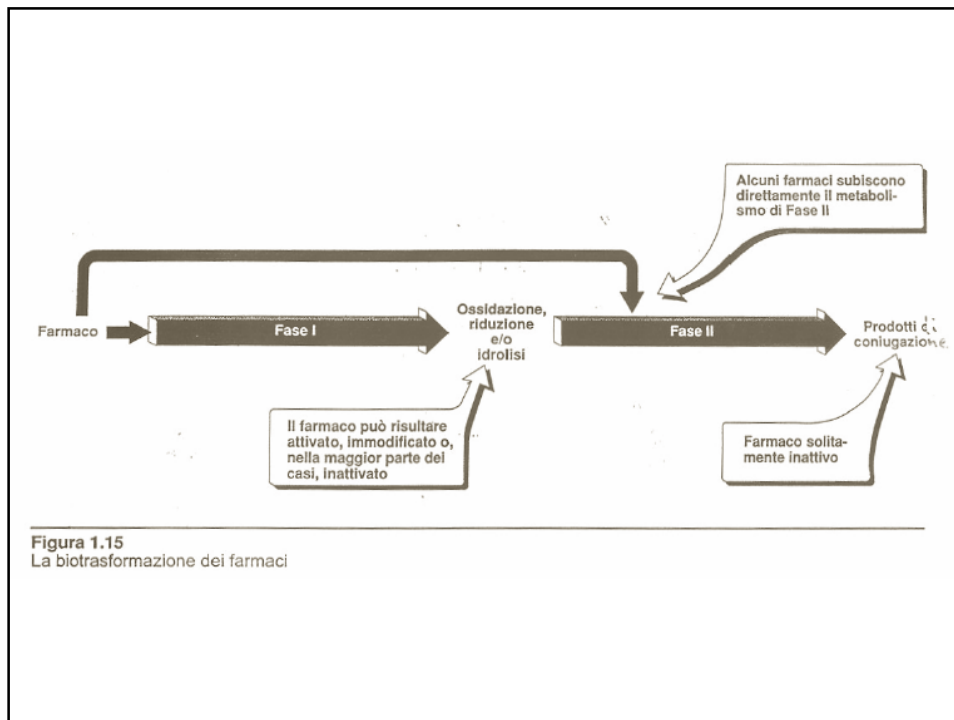 Alcuni farmaci subiscono
direttamente il metaboli-
smo di Fase II
Farmaco
Fase I
Ossidazione,
riduzione
e/o
idrolisi
Fase II
Prodotti di
coniugazione
Il farmaco può risultare
attivato, immodificato o,
nella maggior parte dei
casi, inattivato
Farmaco solita-
mente inattivo
Figura 1.15
La biotrasformazione dei farmaci